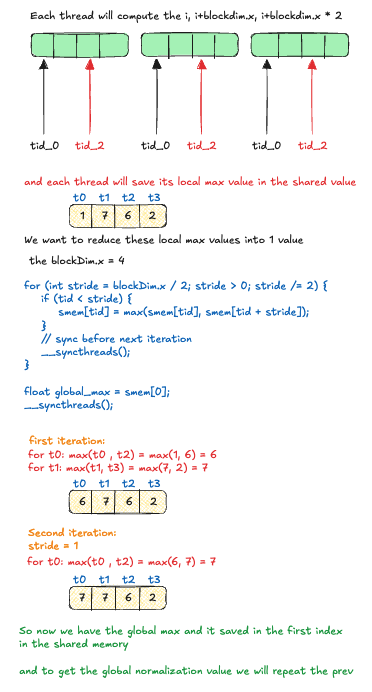 Each thread will compute the i, i+blockdim.x, i+blockdim.x * 2
tid_0 tid_2 tid_0 tid_2 tid_0 tid_2
and each thread will save its local max value in the shared value
t0 t1 t2 t3
1 7 6 2
We want to reduce these local max values into 1 value
the blockDim.x = 4
for (int stride = blockDim.x / 2; stride > 0; stride /= 2) {
if (tid < stride) {
smem[tid] = max(smem[tid], smem[tid + stride]);
}
// sync before next iteration
__syncthreads();
}
float global_max = smem[0];
__syncthreads();
first iteration:
for t0: max(t0 , t2) = max(1, 6) = 6
for t1: max(t1, t3) = max(7, 2) = 7
t0 t1 t2 t3
6 7 6 2
Second iteration:
stride = 1
for t0: max(t0 , t2) = max(6, 7) = 7
t0 t1 t2 t3
7 7 6 2
So now we have the global max and it saved in the first index
in the shared memory
and to get the global normalization value we will repeat the prev